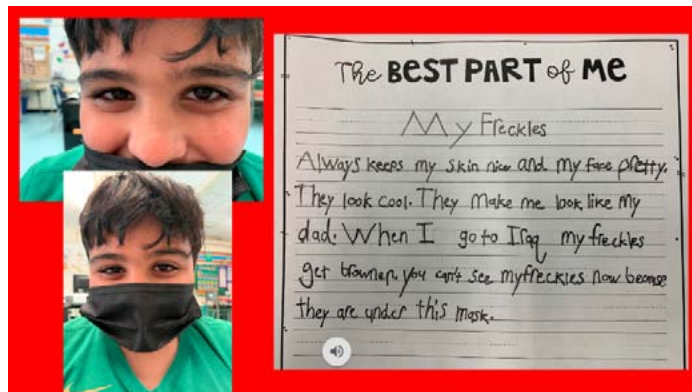 The BEST PART of ME
My Freckles
Always keeps my skin nice and my face pretty.
They look cool. They make me look like my
dad. When I go to Iraq my freckles
get browner. you can't see my freckles now because
they are under this mask.